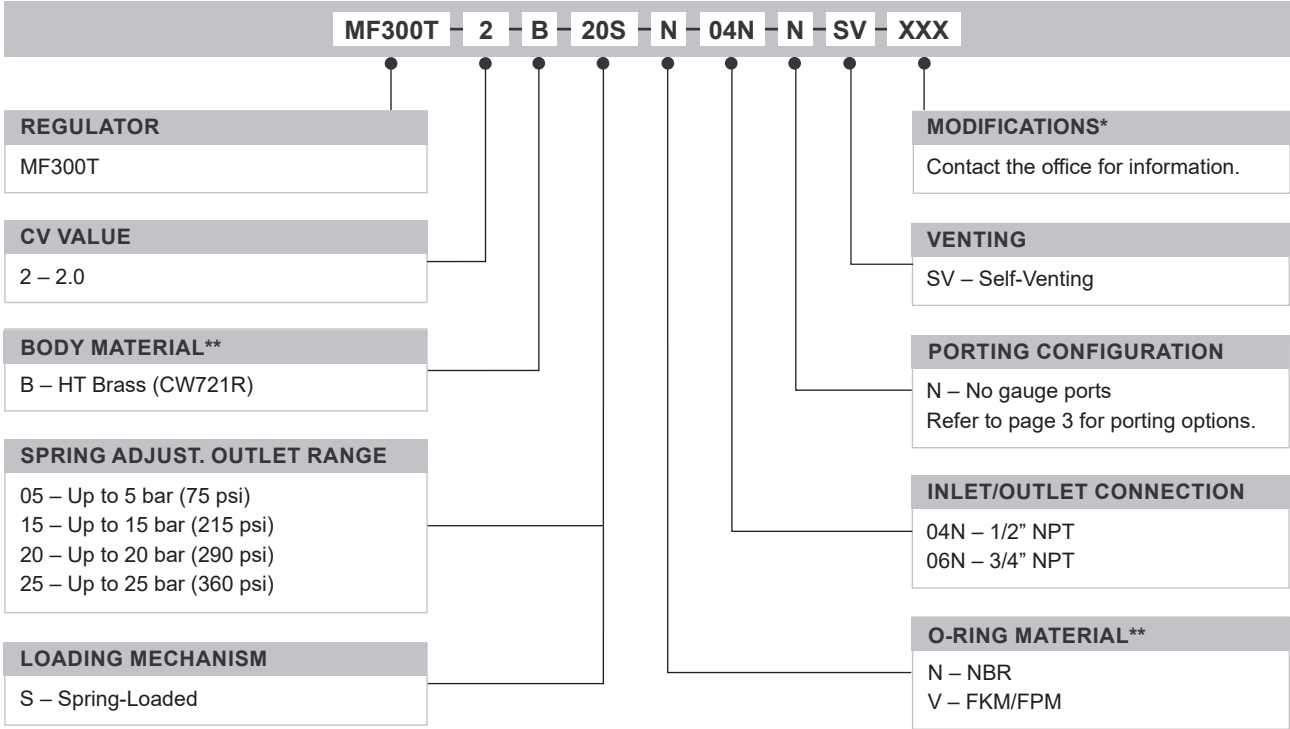 MF300T 2 B 20S N 04N N SV XXX
REGULATOR
MF300T
CV VALUE
2 – 2.0
BODY MATERIAL**
B – HT Brass (CW721R)
SPRING ADJUST. OUTLET RANGE
05 – Up to 5 bar (75 psi)
15 – Up to 15 bar (215 psi)
20 – Up to 20 bar (290 psi)
25 – Up to 25 bar (360 psi)
LOADING MECHANISM
S – Spring-Loaded
MODIFICATIONS*
Contact the office for information.
VENTING
SV – Self-Venting
PORTING CONFIGURATION
N – No gauge ports
Refer to page 3 for porting options.
INLET/OUTLET CONNECTION
04N – 1/2” NPT
06N – 3/4” NPT
O-RING MATERIAL**
N – NBR
V – FKM/FPM